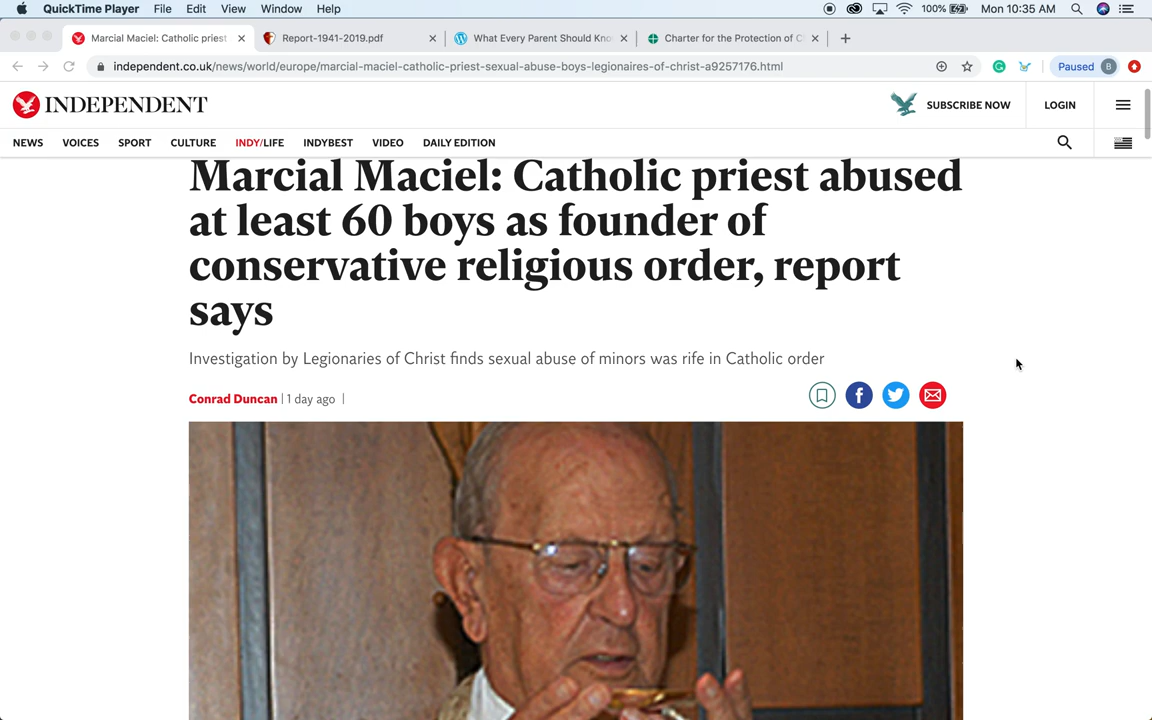 QuickTime Player File Edit View Window Help 100% Mon 10:35 AM
Marcial Maciel: Catholic priest Report-1941-2019.pdf What Every Parent Should Kno Charter for the Protection of C
independent.co.uk/news/world/europe/marcial-maciel-catholic-priest-sexual-abuse-boys-legionaires-of-christ-a9257176.html Paused B
INDEPENDENT SUBSCRIBE NOW LOGIN
NEWS VOICES SPORT CULTURE INDY/LIFE INDYBEST VIDEO DAILY EDITION
Marcial Maciel: Catholic priest abused
at least 60 boys as founder of
conservative religious order, report
says
Investigation by Legionaries of Christ finds sexual abuse of minors was rife in Catholic order
Conrad Duncan | 1 day ago |